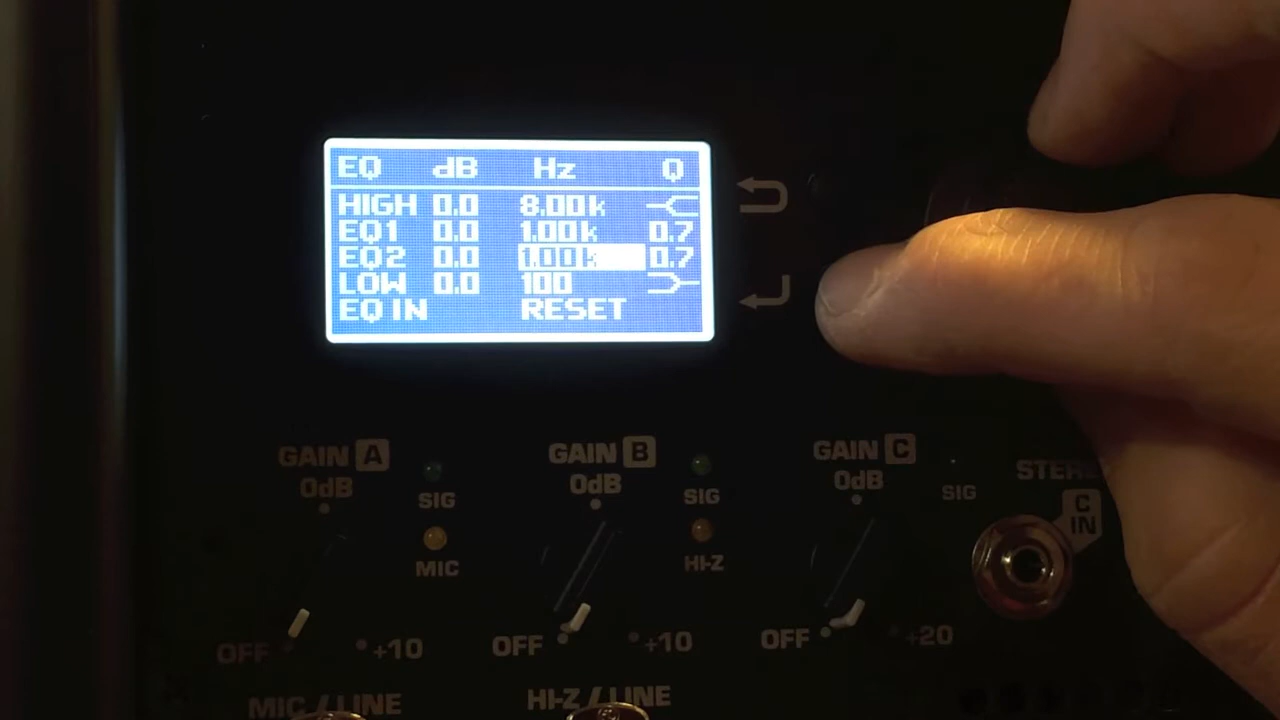 EQ dB Hz Q
HIGH 0.0 8.00k
EQ1 0.0 1.00k 0.7
EQ2 0.0 1.00k 0.7
LOW 0.0 100
EQ IN RESET
GAIN A
0dB
SIG
MIC
OFF +10
MIC / LINE
GAIN B
0dB
SIG
HI-Z
OFF +10
HI-Z / LINE
GAIN C
0dB
SIG
OFF +20
C
IN